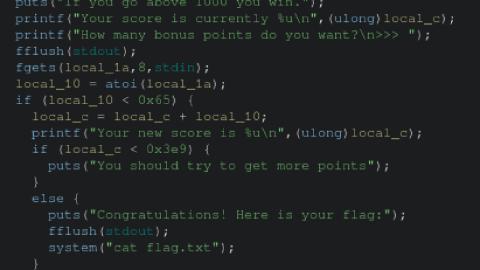 puts("If you go above 1000 you win.");
printf("Your score is currently %u\n",(ulong)local_c);
printf("How many bonus points do you want?\n>>> ");
fflush(stdout);
fgets(local_1a,8,stdin);
local_10 = atoi(local_1a);
if (local_10 < 0x65) {
local_c = local_c + local_10;
printf("Your new score is %u\n",(ulong)local_c);
if (local_c < 0x3e9) {
puts("You should try to get more points");
}
else {
puts("Congratulations! Here is your flag:");
fflush(stdout);
system("cat flag.txt");
}